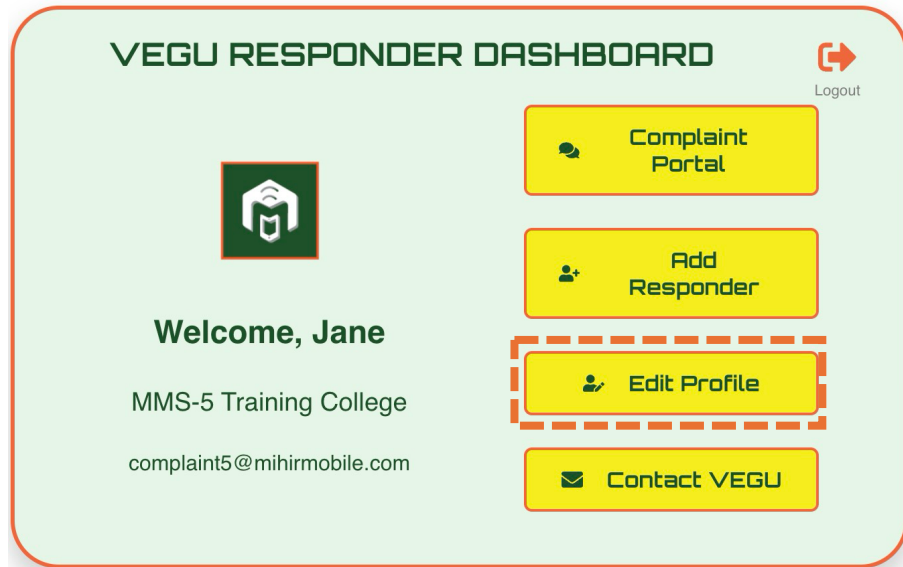 VEGU RESPONDER DASHBOARD
Logout
Complaint
Portal
Add
Responder
Welcome, Jane
Edit Profile
MMS-5 Training College
complaint5@mihirmobile.com
Contact VEGU